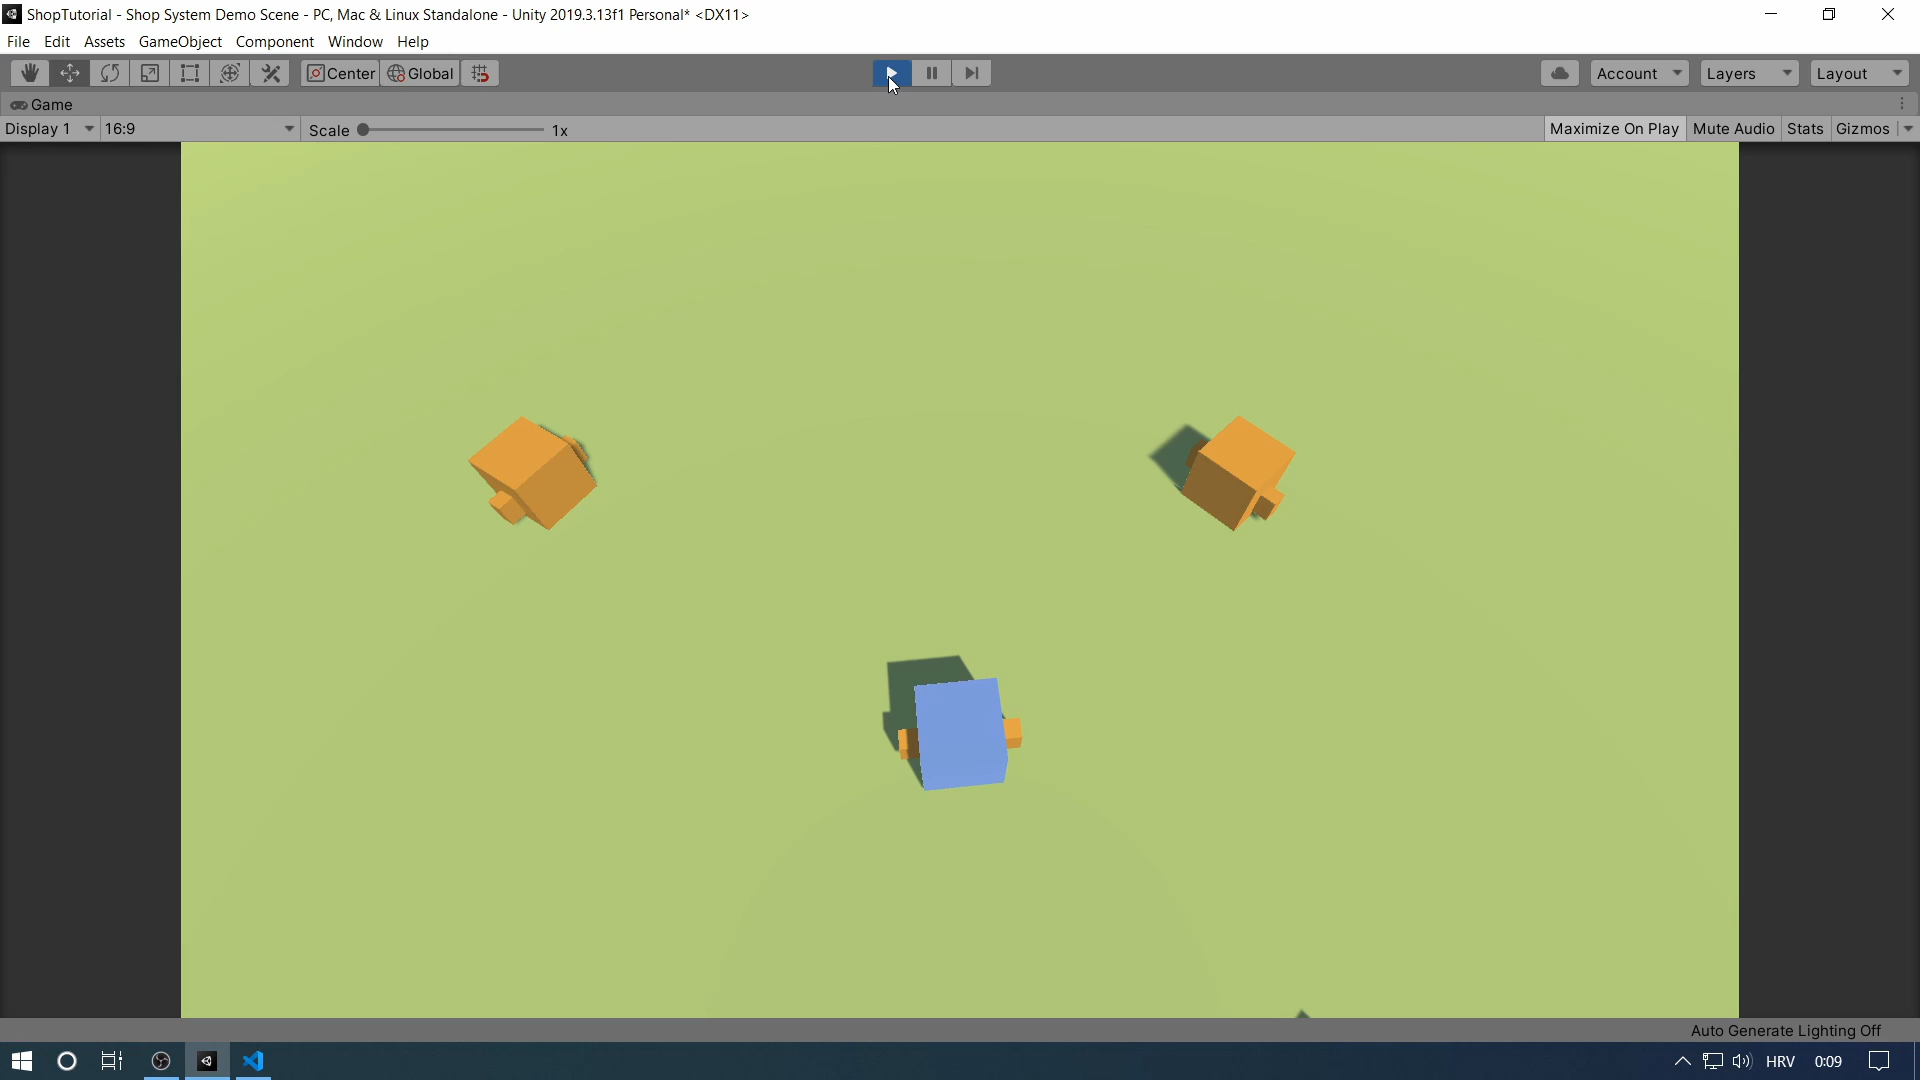 ShopTutorial - Shop System Demo Scene - PC, Mac & Linux Standalone - Unity 2019.3.13f1 Personal* <DX11>
File Edit Assets GameObject Component Window Help
Center Global Account Layers Layout
Game
Display 1 16:9 Scale 1x Maximize On Play Mute Audio Stats Gizmos
Auto Generate Lighting Off
HRV 0:09